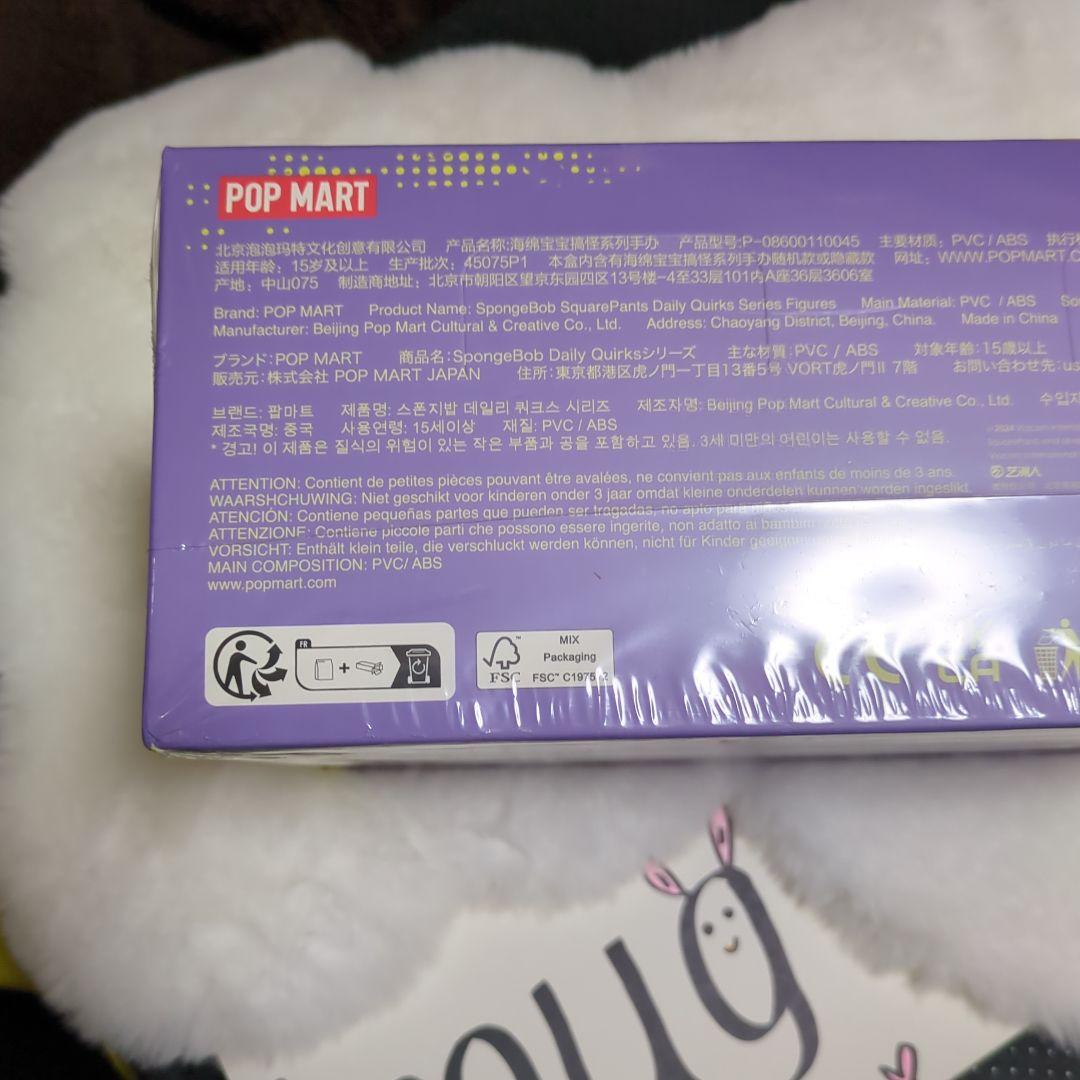 POP MART
北京泡泡玛特文化创意有限公司 产品名称:海绵宝宝搞怪系列手办 产品型号:P-08600110045 主要材质: PVC / ABS
适用年龄: 15岁及以上 生产批次: 45075P1 本盒内含有海绵宝宝搞怪系列手办随机款或隐藏款 网址: WWW.POPMART.C
产地: 中山075 制造商地址: 北京市朝阳区望京东园四区13号楼-4至33层101内A座36层3606室
Brand: POP MART Product Name: SpongeBob SquarePants Daily Quirks Series Figures Main Material: PVC / ABS
Manufacturer: Beijing Pop Mart Cultural & Creative Co., Ltd. Address: Chaoyang District, Beijing, China. Made in China
ブランド:POP MART 商品名:SpongeBob Daily Quirksシリーズ 主な材質:PVC / ABS 対象年齢:15歳以上
販売元:株式会社 POP MART JAPAN 住所:東京都港区虎ノ門一丁目13番5号 VORT虎ノ門II 7階 お問い合わせ先:us
브랜드: 팝마트 제품명: 스폰지밥 데일리 쿼크스 시리즈 제조자명: Beijing Pop Mart Cultural & Creative Co., Ltd.
제조국명: 중국 사용연령: 15세이상 재질: PVC / ABS
* 경고! 이 제품은 질식의 위험이 있는 작은 부품과 공을 포함하고 있음. 3세 미만의 어린이는 사용할 수 없음.
ATTENTION: Contient de petites pièces pouvant être avalées, ne convient pas aux enfants de moins de 3 ans.
WAARSHCHUWING: Niet geschikt voor kinderen onder 3 jaar omdat kleine onderdelen kunnen worden ingeslikt.
ATENCIÓN: Contiene pequeñas partes que pueden ser tragadas, no apto para niños
ATTENZIONE: Contiene piccole parti che possono essere ingerite, non adatto ai bambini
VORSICHT: Enthält klein teile, die verschluckt werden können, nicht für Kinder
MAIN COMPOSITION: PVC/ ABS
www.popmart.com
FR
MIX
Packaging
FSC
FSC™